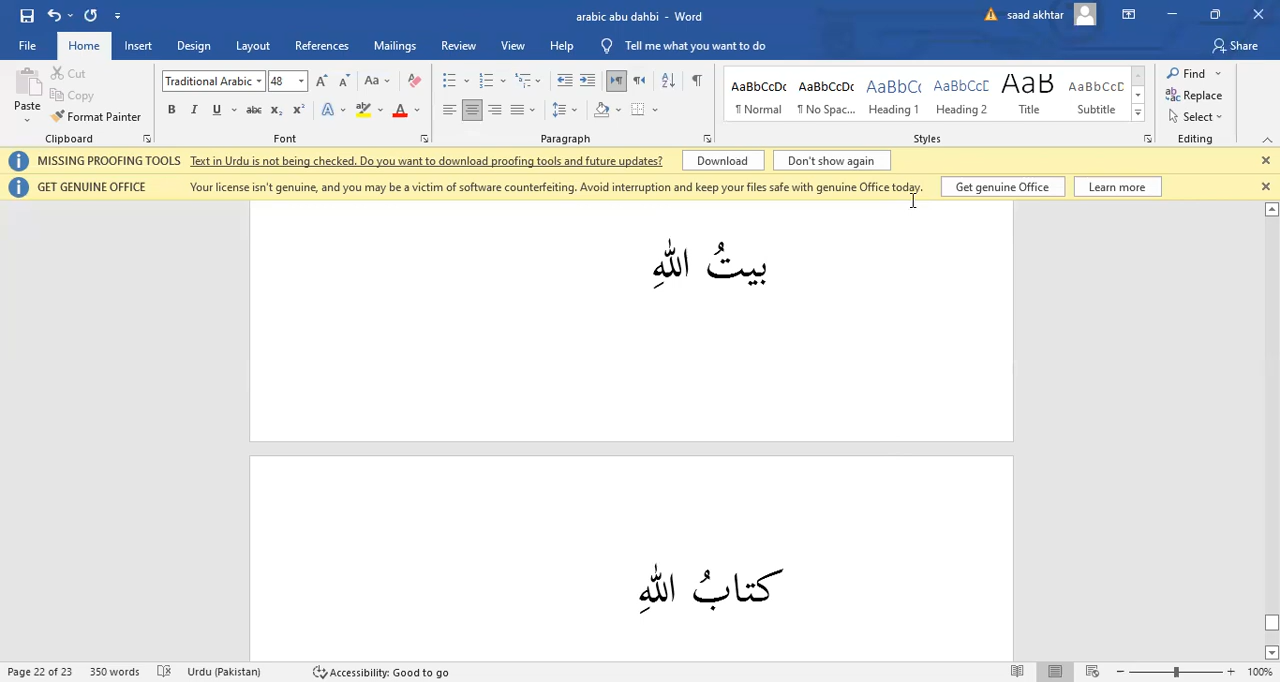 arabic abu dahbi - Word
saad akhtar
File Home Insert Design Layout References Mailings Review View Help Tell me what you want to do Share
Paste Cut Copy Format Painter Clipboard
Traditional Arabic 48 Font
Paragraph
AaBbCcDc ¶ Normal AaBbCcDc ¶ No Spac... AaBbCc Heading 1 AaBbCcD Heading 2 AaB Title AaBbCcD Subtitle Styles
Find Replace Select Editing
MISSING PROOFING TOOLS Text in Urdu is not being checked. Do you want to download proofing tools and future updates? Download Don't show again
GET GENUINE OFFICE Your license isn't genuine, and you may be a victim of software counterfeiting. Avoid interruption and keep your files safe with genuine Office today. Get genuine Office Learn more
بيتُ اللهِ
كتابُ اللهِ
Page 22 of 23 350 words Urdu (Pakistan) Accessibility: Good to go 100%